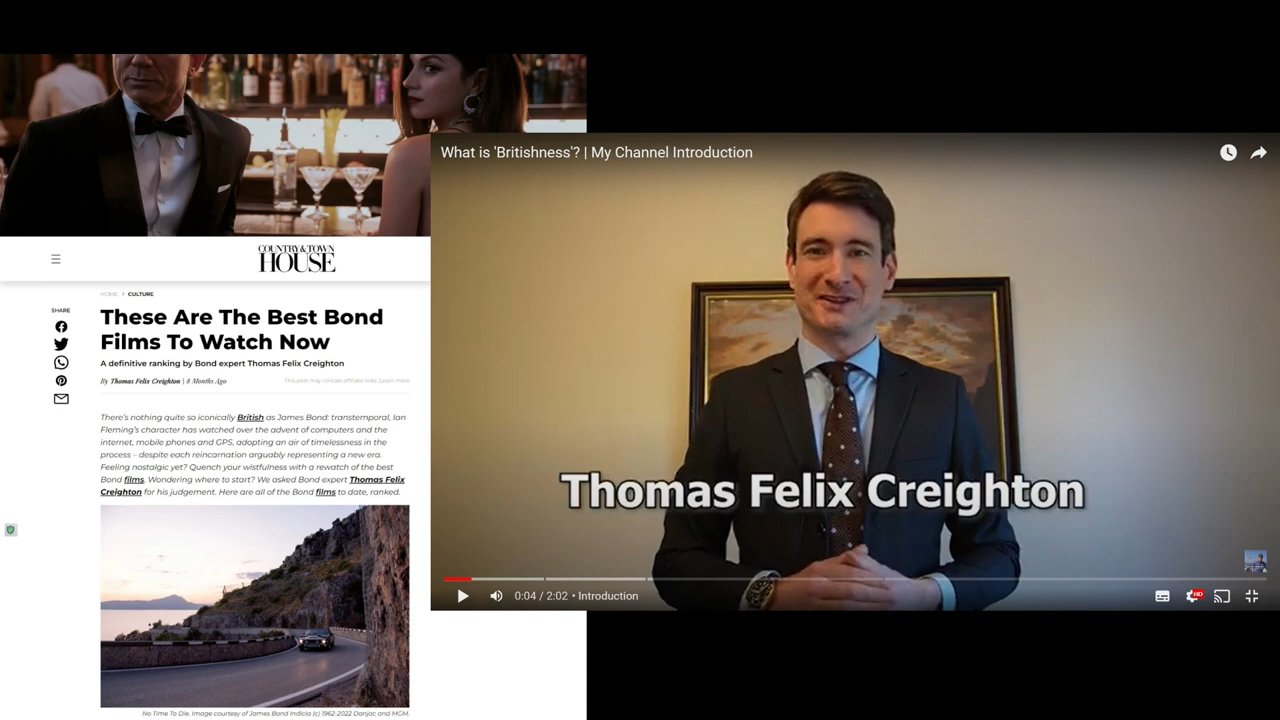 COUNTRY & TOWN
HOUSE
HOME > CULTURE
SHARE
These Are The Best Bond
Films To Watch Now
A definitive ranking by Bond expert Thomas Felix Creighton
By Thomas Felix Creighton | 8 Months Ago
This post may contain affiliate links. Learn more
There's nothing quite so iconically British as James Bond: transtemporal, Ian
Fleming's character has watched over the advent of computers and the
internet, mobile phones and GPS, adopting an air of timelessness in the
process – despite each reincarnation arguably representing a new era.
Feeling nostalgic yet? Quench your wistfulness with a rewatch of the best
Bond films. Wondering where to start? We asked Bond expert Thomas Felix
Creighton for his judgement. Here are all of the Bond films to date, ranked.
No Time To Die. Image courtesy of James Bond Indicia (c) 1962-2022 Danjaq and MGM.
What is 'Britishness'? | My Channel Introduction
Thomas Felix Creighton
0:04 / 2:02 • Introduction
HD